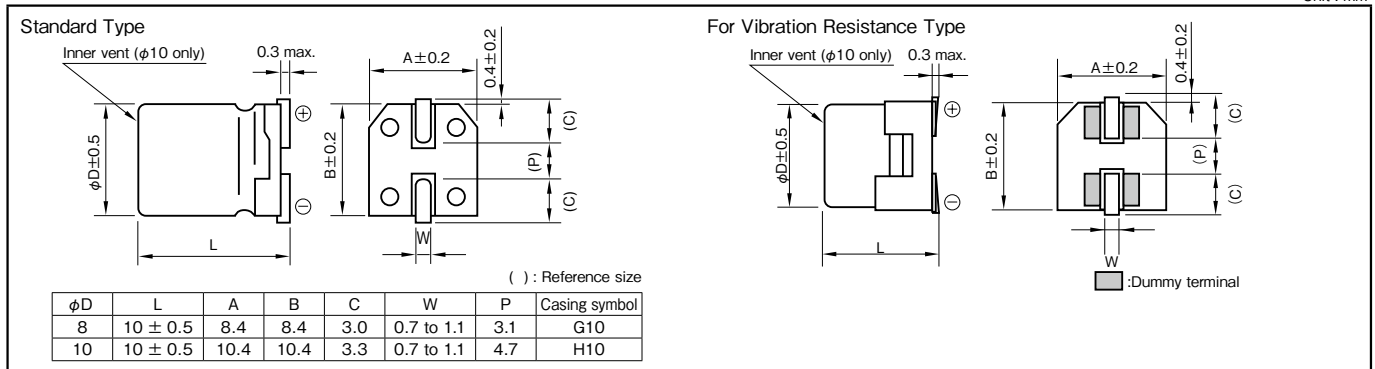 Standard Type
Inner vent (φ10 only)
0.3 max.
A±0.2
0.4±0.2
φD±0.5
⊕
⊖
B±0.2
(C)
(P)
(C)
L
W
( ) : Reference size
φD L A B C W P Casing symbol
8 10 ± 0.5 8.4 8.4 3.0 0.7 to 1.1 3.1 G10
10 10 ± 0.5 10.4 10.4 3.3 0.7 to 1.1 4.7 H10
For Vibration Resistance Type
Inner vent (φ10 only)
0.3 max.
A±0.2
0.4±0.2
φD±0.5
⊕
⊖
B±0.2
(C)
(P)
(C)
L
W
:Dummy terminal